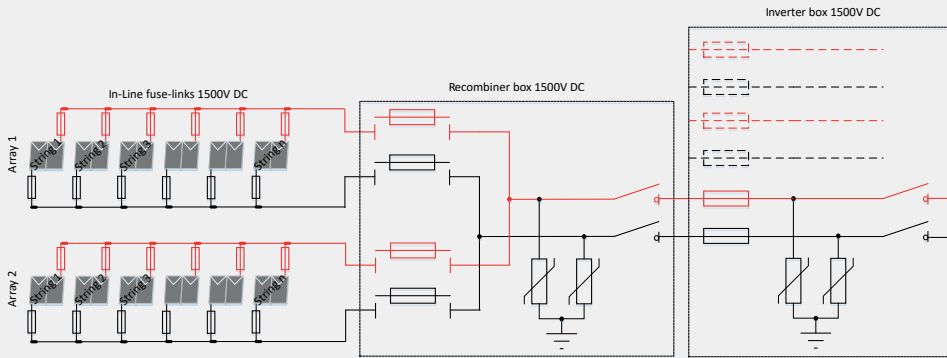 Inverter box 1500V DC
In-Line fuse-links 1500V DC
Recombiner box 1500V DC
Array 1
String 1
String 2
String 3
String n
Array 2
String 1
String 2
String 3
String n